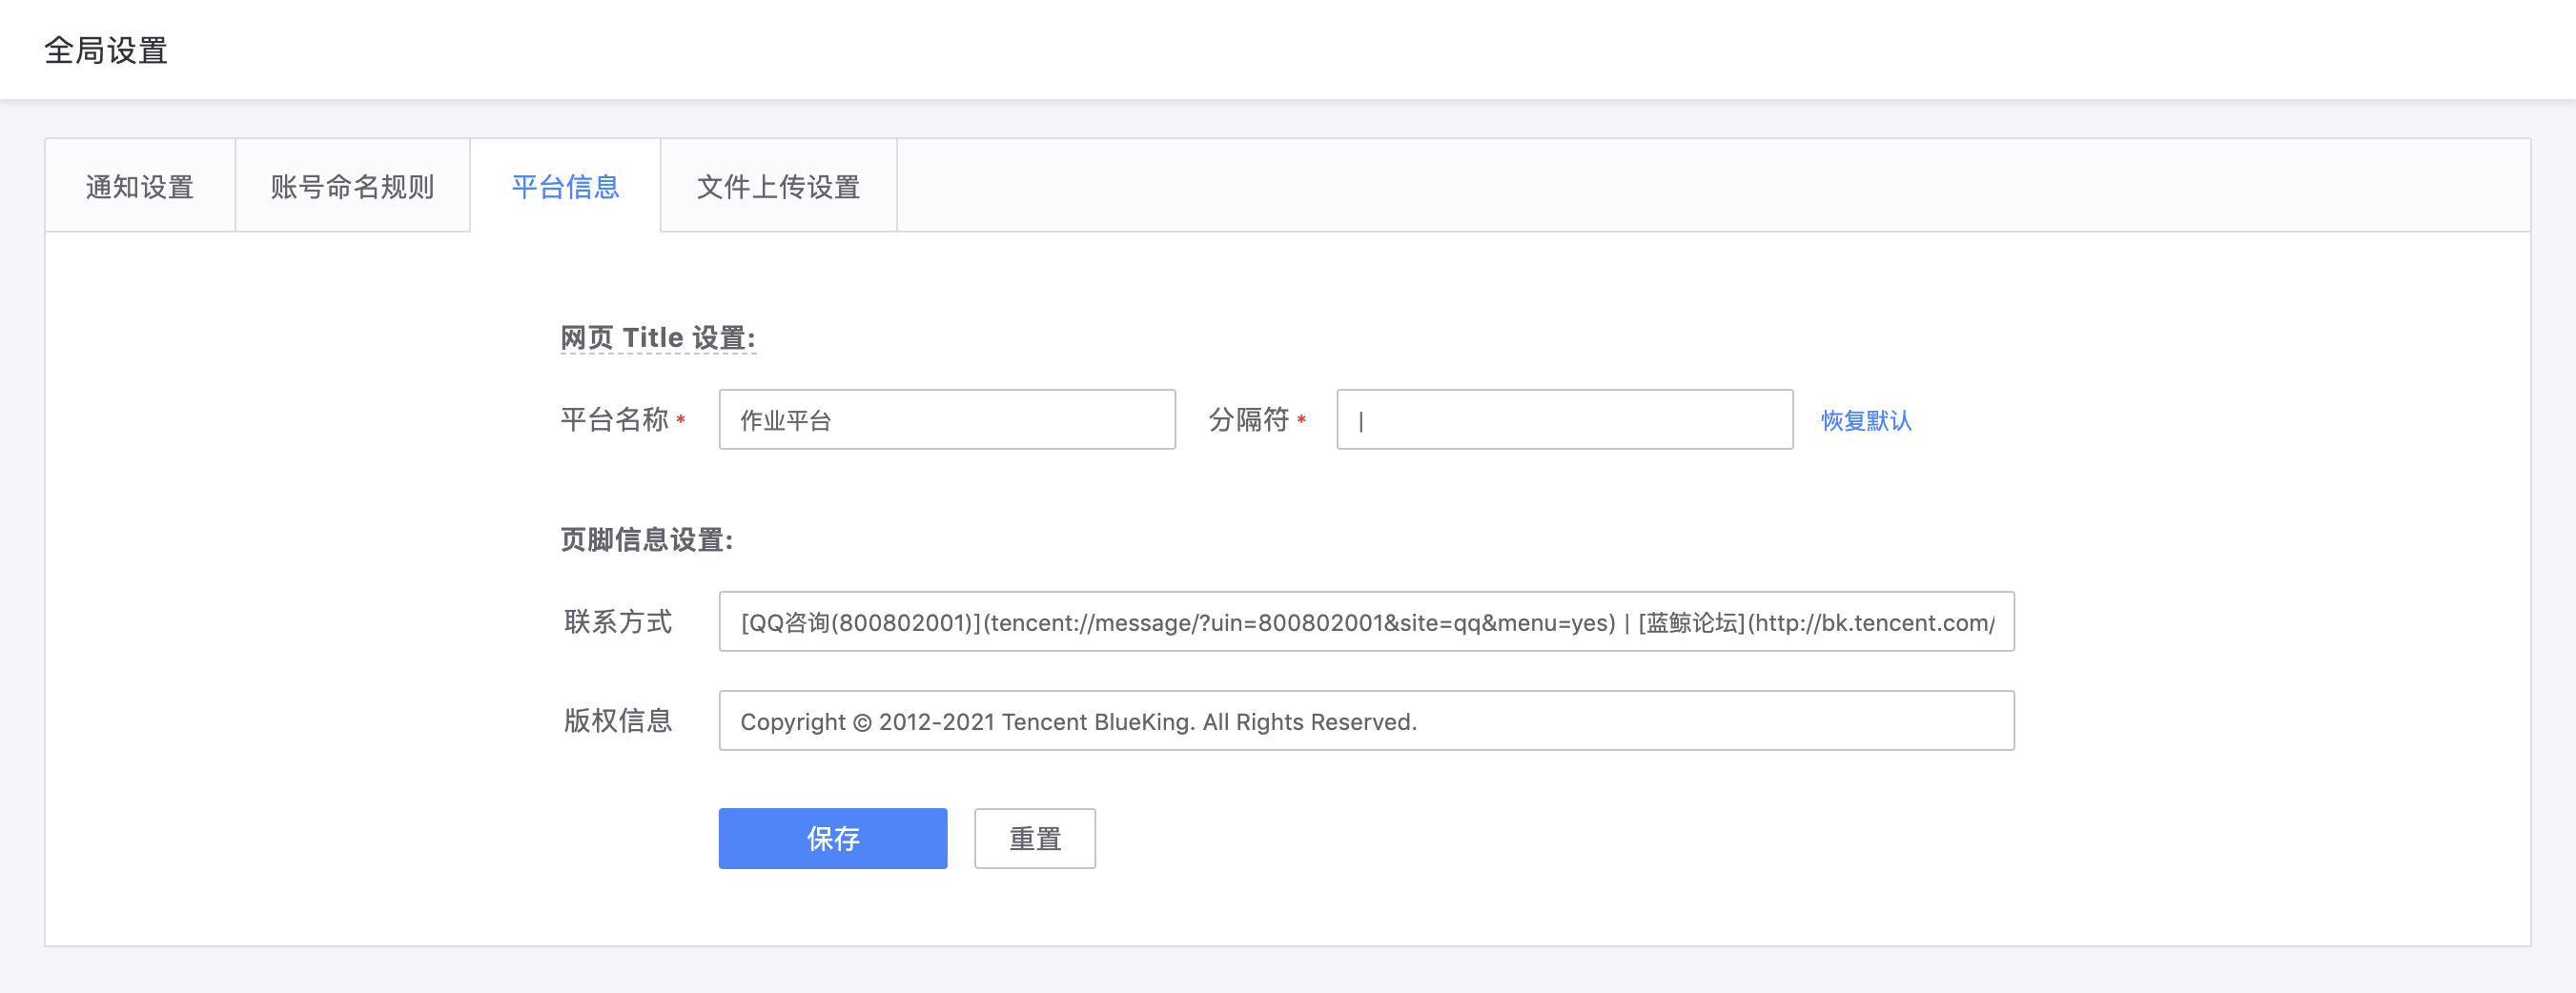 全局设置
通知设置 账号命名规则 平台信息 文件上传设置
网页 Title 设置:
平台名称 * 作业平台 分隔符 * | 恢复默认
页脚信息设置:
联系方式 [QQ咨询(800802001)](tencent://message/?uin=800802001&site=qq&menu=yes) | [蓝鲸论坛](http://bk.tencent.com/
版权信息 Copyright © 2012-2021 Tencent BlueKing. All Rights Reserved.
保存 重置